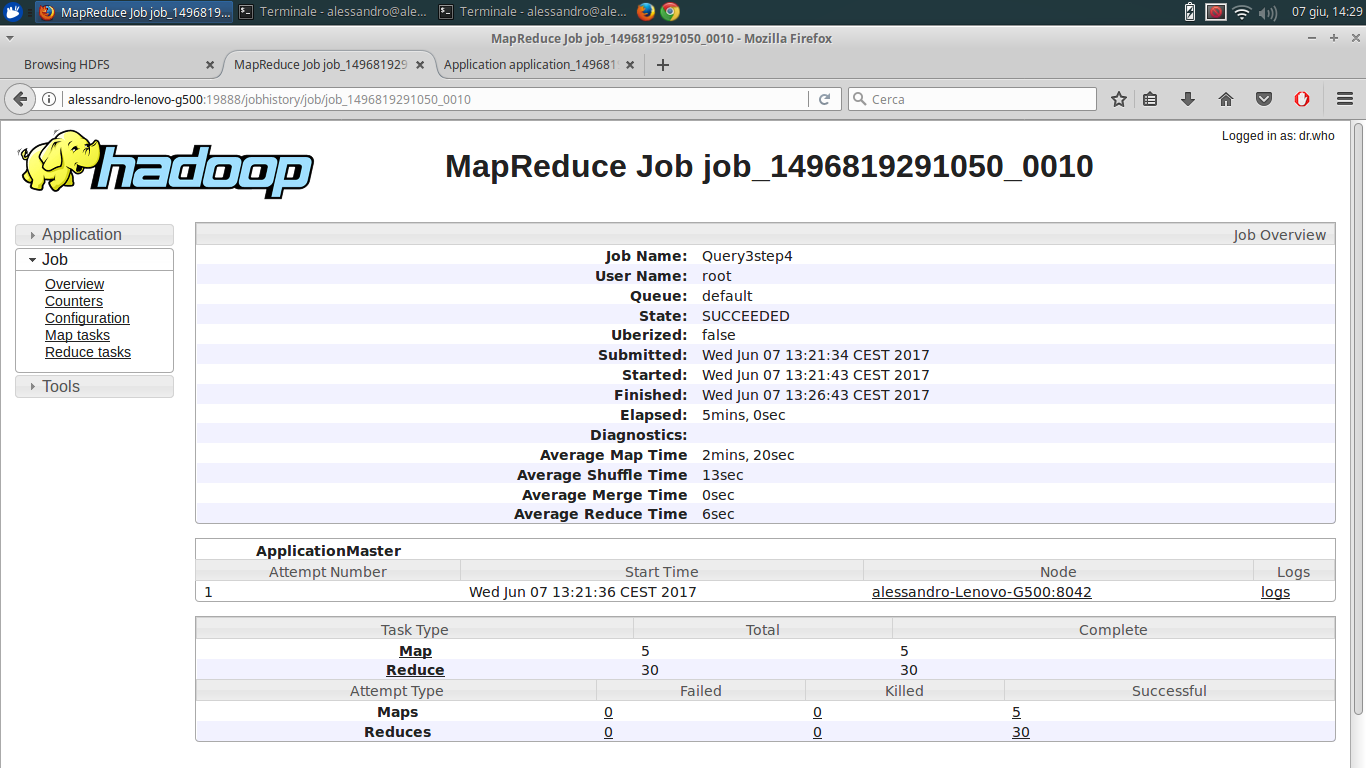 MapReduce Job job_1496819... Terminale - alessandro@ale... Terminale - alessandro@ale... 07 giu, 14:29
MapReduce Job job_1496819291050_0010 - Mozilla Firefox
Browsing HDFS MapReduce Job job_149681929 Application application_149681
alessandro-lenovo-g500:19888/jobhistory/job/job_1496819291050_0010 Cerca
Logged in as: dr.who
hadoop MapReduce Job job_1496819291050_0010
Application
Job
Overview
Counters
Configuration
Map tasks
Reduce tasks
Tools
Job Overview
Job Name: Query3step4
User Name: root
Queue: default
State: SUCCEEDED
Uberized: false
Submitted: Wed Jun 07 13:21:34 CEST 2017
Started: Wed Jun 07 13:21:43 CEST 2017
Finished: Wed Jun 07 13:26:43 CEST 2017
Elapsed: 5mins, 0sec
Diagnostics:
Average Map Time 2mins, 20sec
Average Shuffle Time 13sec
Average Merge Time 0sec
Average Reduce Time 6sec
ApplicationMaster
Attempt Number Start Time Node Logs
1 Wed Jun 07 13:21:36 CEST 2017 alessandro-Lenovo-G500:8042 logs
Task Type Total Complete
Map 5 5
Reduce 30 30
Attempt Type Failed Killed Successful
Maps 0 0 5
Reduces 0 0 30